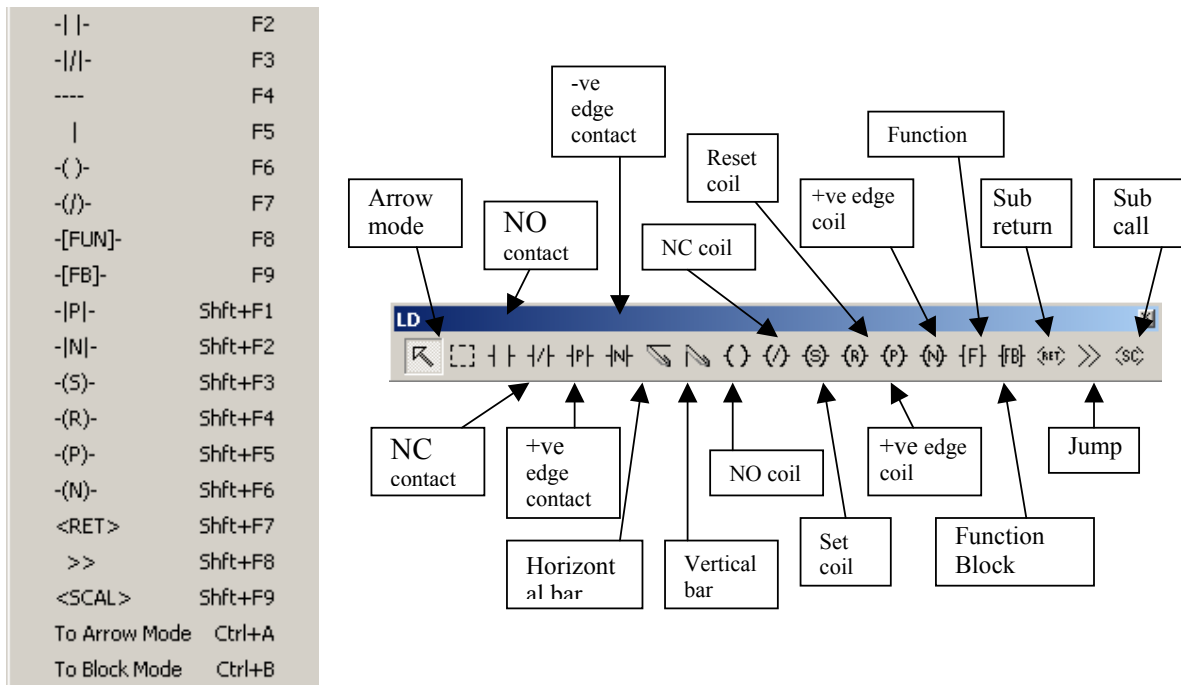 -| |- F2
-|/|- F3
---- F4
| F5
-( )- F6
-(/)- F7
-[FUN]- F8
-[FB]- F9
-|P|- Shft+F1
-|N|- Shft+F2
-(S)- Shft+F3
-(R)- Shft+F4
-(P)- Shft+F5
-(N)- Shft+F6
<RET> Shft+F7
>> Shft+F8
<SCAL> Shft+F9
To Arrow Mode Ctrl+A
To Block Mode Ctrl+B
-ve
edge
contact
Function
Reset
coil
Arrow
mode
NO
contact
NC coil
+ve edge
coil
Sub
return
Sub
call
LD
P N ( ) (/) (S) (R) (P) (N) [F] [FB] <RET> >> <SC>
NC
contact
+ve
edge
contact
NO coil
+ve edge
coil
Jump
Horizont
al bar
Vertical
bar
Set
coil
Function
Block